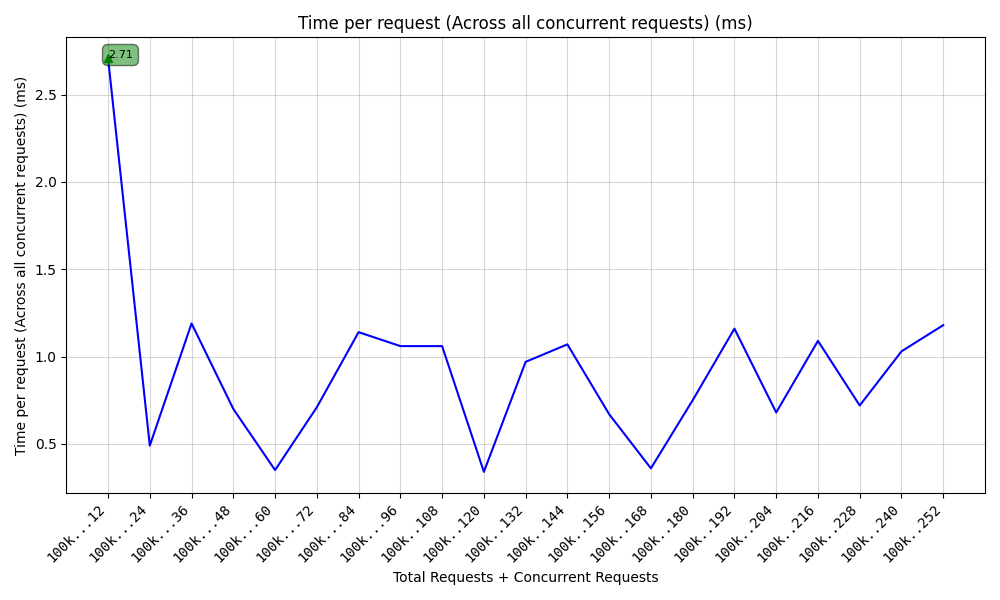 Time per request (Across all concurrent requests) (ms)
2.71
Time per request (Across all concurrent requests) (ms)
2.5
2.0
1.5
1.0
0.5
100k...12
100k...24
100k...36
100k...48
100k...60
100k...72
100k...84
100k...96
100k..108
100k..120
100k..132
100k..144
100k..156
100k..168
100k..180
100k..192
100k..204
100k..216
100k..228
100k..240
100k..252
Total Requests + Concurrent Requests